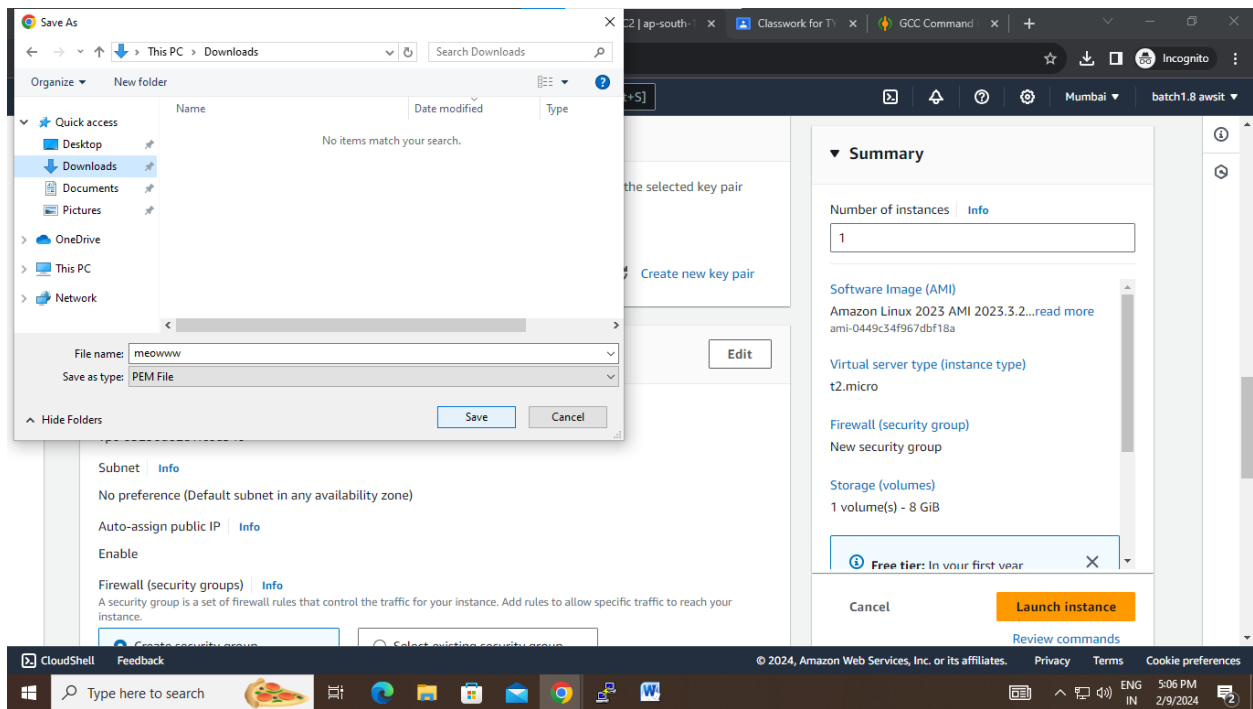 Save As
C2 | ap-south-1
Classwork for TY
GCC Command
This PC > Downloads
Search Downloads
Incognito
Organize
New folder
t+S]
Mumbai
batch1.8 awsit
Name
Date modified
Type
Quick access
No items match your search.
Desktop
Downloads
Documents
Pictures
OneDrive
This PC
Network
the selected key pair
Create new key pair
Summary
Number of instances Info
1
Software Image (AMI)
Amazon Linux 2023 AMI 2023.3.2...read more
ami-0449c34f967dbf18a
Virtual server type (instance type)
t2.micro
Firewall (security group)
New security group
Storage (volumes)
1 volume(s) - 8 GiB
Free tier: In your first year
File name: meowww
Save as type: PEM File
Edit
Hide Folders
Save
Cancel
Subnet Info
No preference (Default subnet in any availability zone)
Auto-assign public IP Info
Enable
Firewall (security groups) Info
A security group is a set of firewall rules that control the traffic for your instance. Add rules to allow specific traffic to reach your
instance.
Create security group
Select existing security group
Cancel
Launch instance
Review commands
CloudShell
Feedback
© 2024, Amazon Web Services, Inc. or its affiliates.
Privacy
Terms
Cookie preferences
Type here to search
ENG
IN
5:06 PM
2/9/2024
2